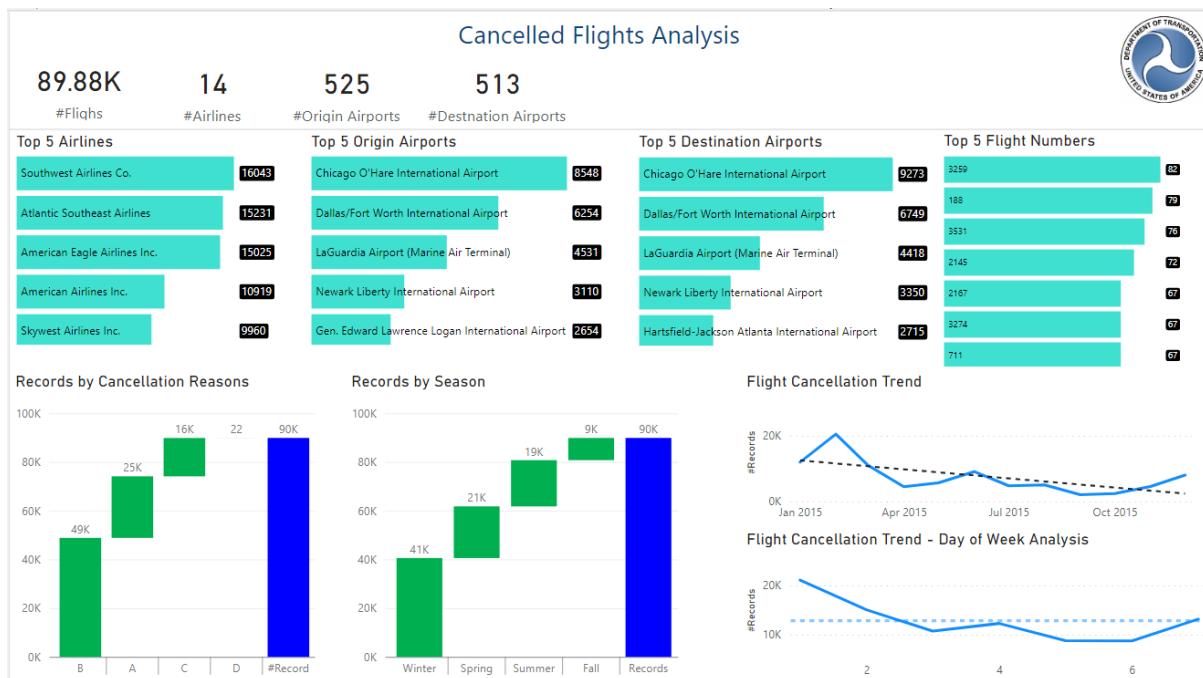 Cancelled Flights Analysis
DEPARTMENT OF TRANSPORTATION
UNITED STATES OF AMERICA
89.88K
#Flighs
14
#Airlines
525
#Origin Airports
513
#Destnation Airports
Top 5 Airlines
Southwest Airlines Co. 16043
Atlantic Southeast Airlines 15231
American Eagle Airlines Inc. 15025
American Airlines Inc. 10919
Skywest Airlines Inc. 9960
Top 5 Origin Airports
Chicago O'Hare International Airport 8548
Dallas/Fort Worth International Airport 6254
LaGuardia Airport (Marine Air Terminal) 4531
Newark Liberty International Airport 3110
Gen. Edward Lawrence Logan International Airport 2654
Top 5 Destination Airports
Chicago O'Hare International Airport 9273
Dallas/Fort Worth International Airport 6749
LaGuardia Airport (Marine Air Terminal) 4418
Newark Liberty International Airport 3350
Hartsfield-Jackson Atlanta International Airport 2715
Top 5 Flight Numbers
3259 82
188 79
3531 76
2145 72
2167 67
3274 67
711 67
Records by Cancellation Reasons
100K
80K
60K
40K
20K
0K
49K
25K
16K
22
90K
B A C D #Record
Records by Season
100K
80K
60K
40K
20K
0K
41K
21K
19K
9K
90K
Winter Spring Summer Fall Records
Flight Cancellation Trend
#Records
20K
0K
Jan 2015 Apr 2015 Jul 2015 Oct 2015
Flight Cancellation Trend - Day of Week Analysis
#Records
20K
10K
2 4 6